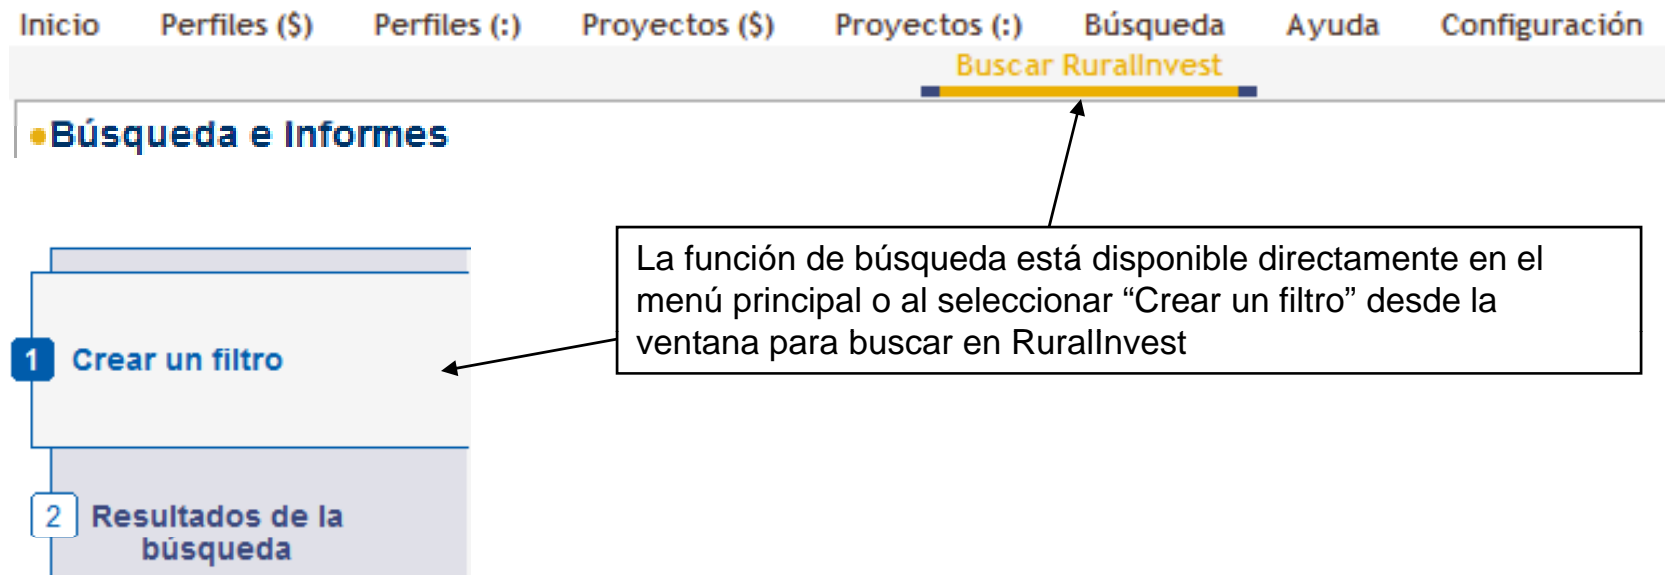 Inicio Perfiles ($) Perfiles (:) Proyectos ($) Proyectos (:) Búsqueda Ayuda Configuración
Buscar RuralInvest
Búsqueda e Informes
La función de búsqueda está disponible directamente en el
menú principal o al seleccionar “Crear un filtro” desde la
ventana para buscar en RuralInvest
1 Crear un filtro
2 Resultados de la
búsqueda